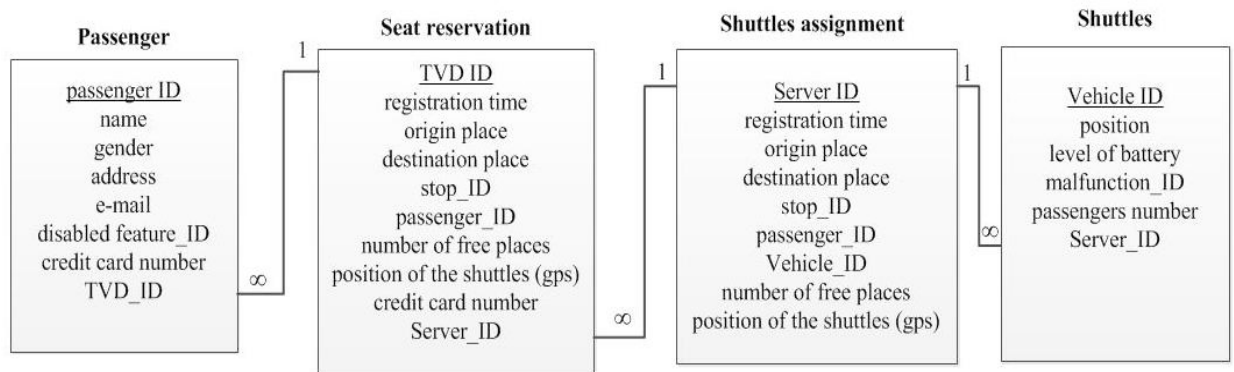 Passenger
passenger ID
name
gender
address
e-mail
disabled feature_ID
credit card number
TVD_ID
∞
1
Seat reservation
TVD ID
registration time
origin place
destination place
stop_ID
passenger_ID
number of free places
position of the shuttles (gps)
credit card number
Server_ID
∞
1
Shuttles assignment
Server ID
registration time
origin place
destination place
stop_ID
passenger_ID
Vehicle_ID
number of free places
position of the shuttles (gps)
1
∞
Shuttles
Vehicle ID
position
level of battery
malfunction_ID
passengers number
Server_ID